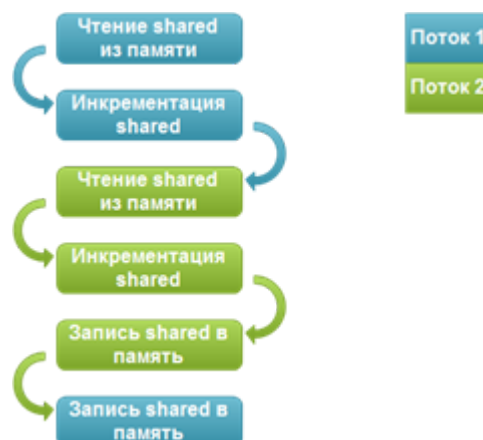 Чтение shared
из памяти
Инкрементация
shared
Чтение shared
из памяти
Инкрементация
shared
Запись shared в
память
Запись shared в
память
Поток 1
Поток 2